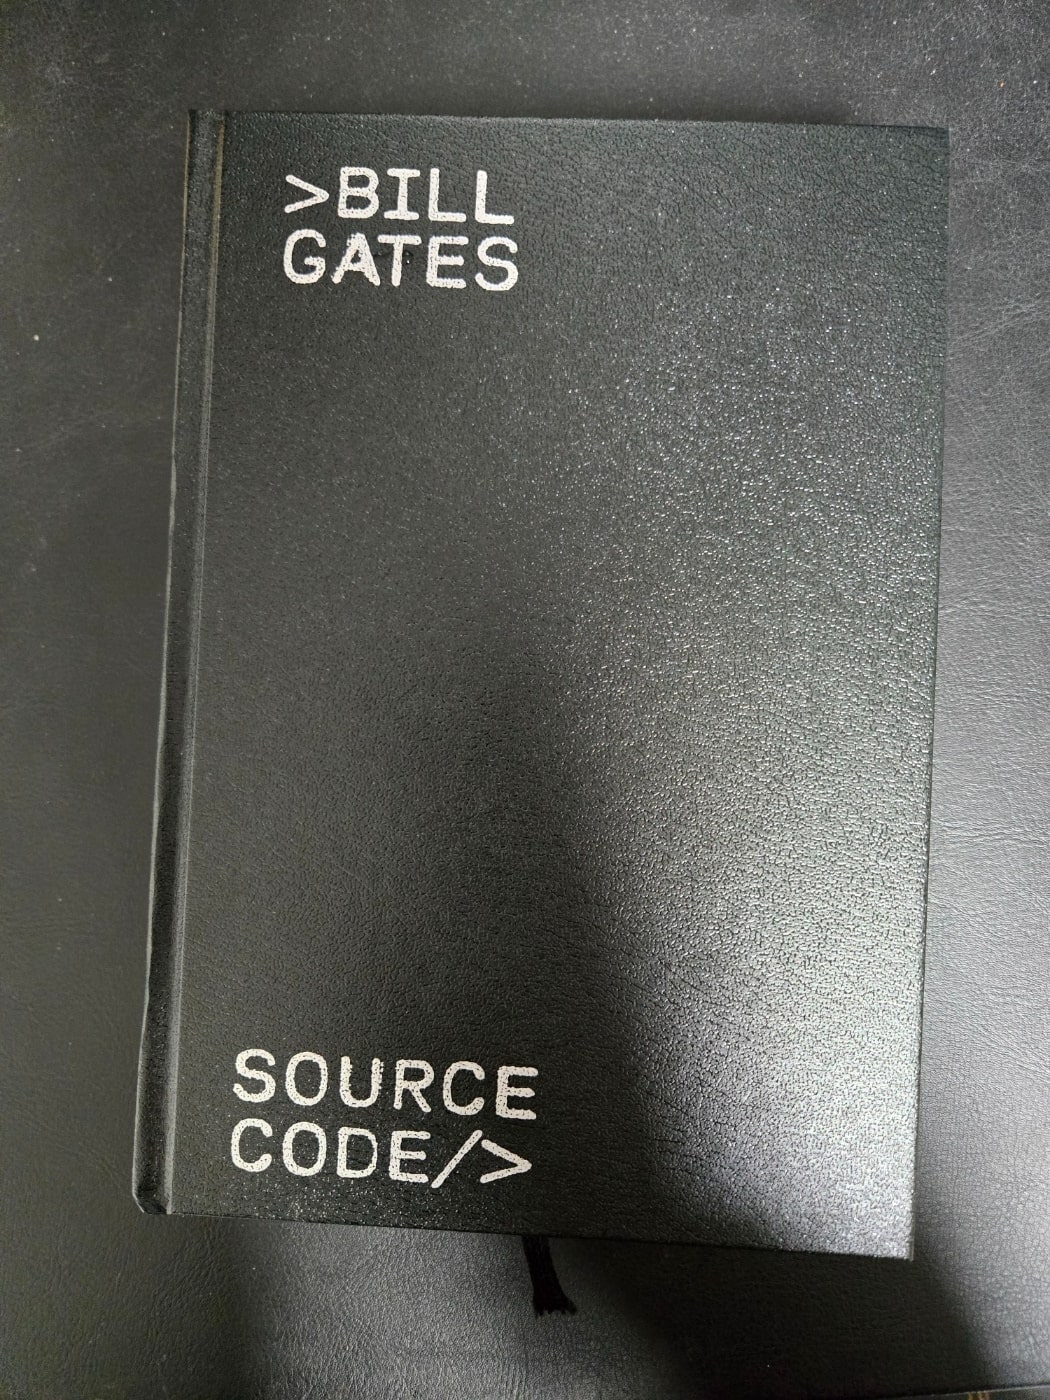 >BILL
GATES
SOURCE
CODE/>